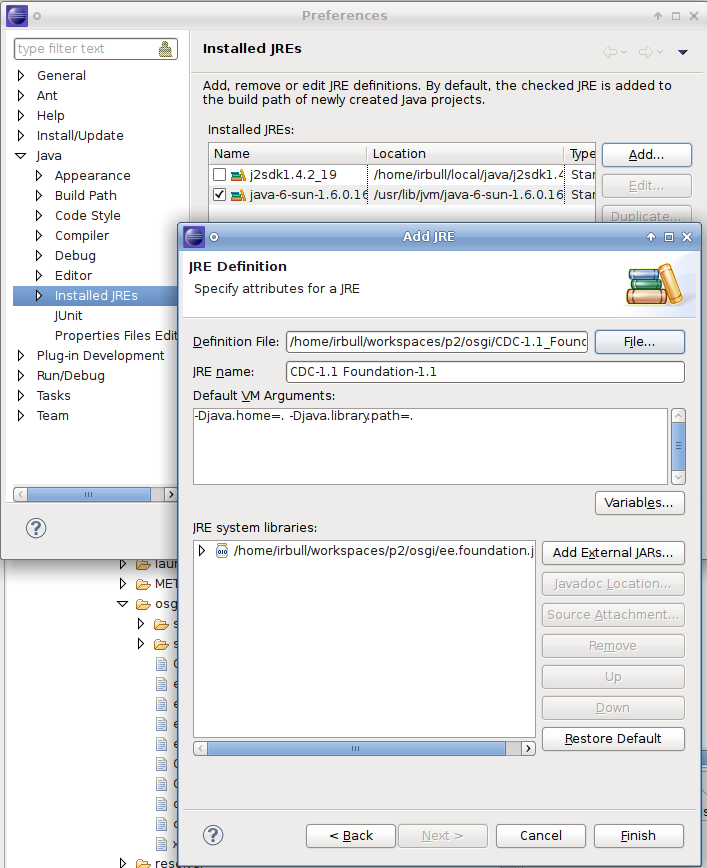 Preferences
type filter text
General
Ant
Help
Install/Update
Java
Appearance
Build Path
Code Style
Compiler
Debug
Editor
Installed JREs
JUnit
Properties Files Edit
Plug-in Development
Run/Debug
Tasks
Team
Installed JREs
Add, remove or edit JRE definitions. By default, the checked JRE is added to
the build path of newly created Java projects.
Installed JREs:
Name Location Type
j2sdk1.4.2_19 /home/irbull/local/java/j2sdk1.4 Stan
java-6-sun-1.6.0.16 /usr/lib/jvm/java-6-sun-1.6.0.16 Stan
Add...
Edit...
Duplicate...
Add JRE
JRE Definition
Specify attributes for a JRE
Definition File: /home/irbull/workspaces/p2/osgi/CDC-1.1_Found File...
JRE name: CDC-1.1 Foundation-1.1
Default VM Arguments:
-Djava.home=. -Djava.library.path=.
Variables...
JRE system libraries:
/home/irbull/workspaces/p2/osgi/ee.foundation.j
Add External JARs...
Javadoc Location...
Source Attachment...
Remove
Up
Down
Restore Default
< Back Next > Cancel Finish
laun
MET
osg